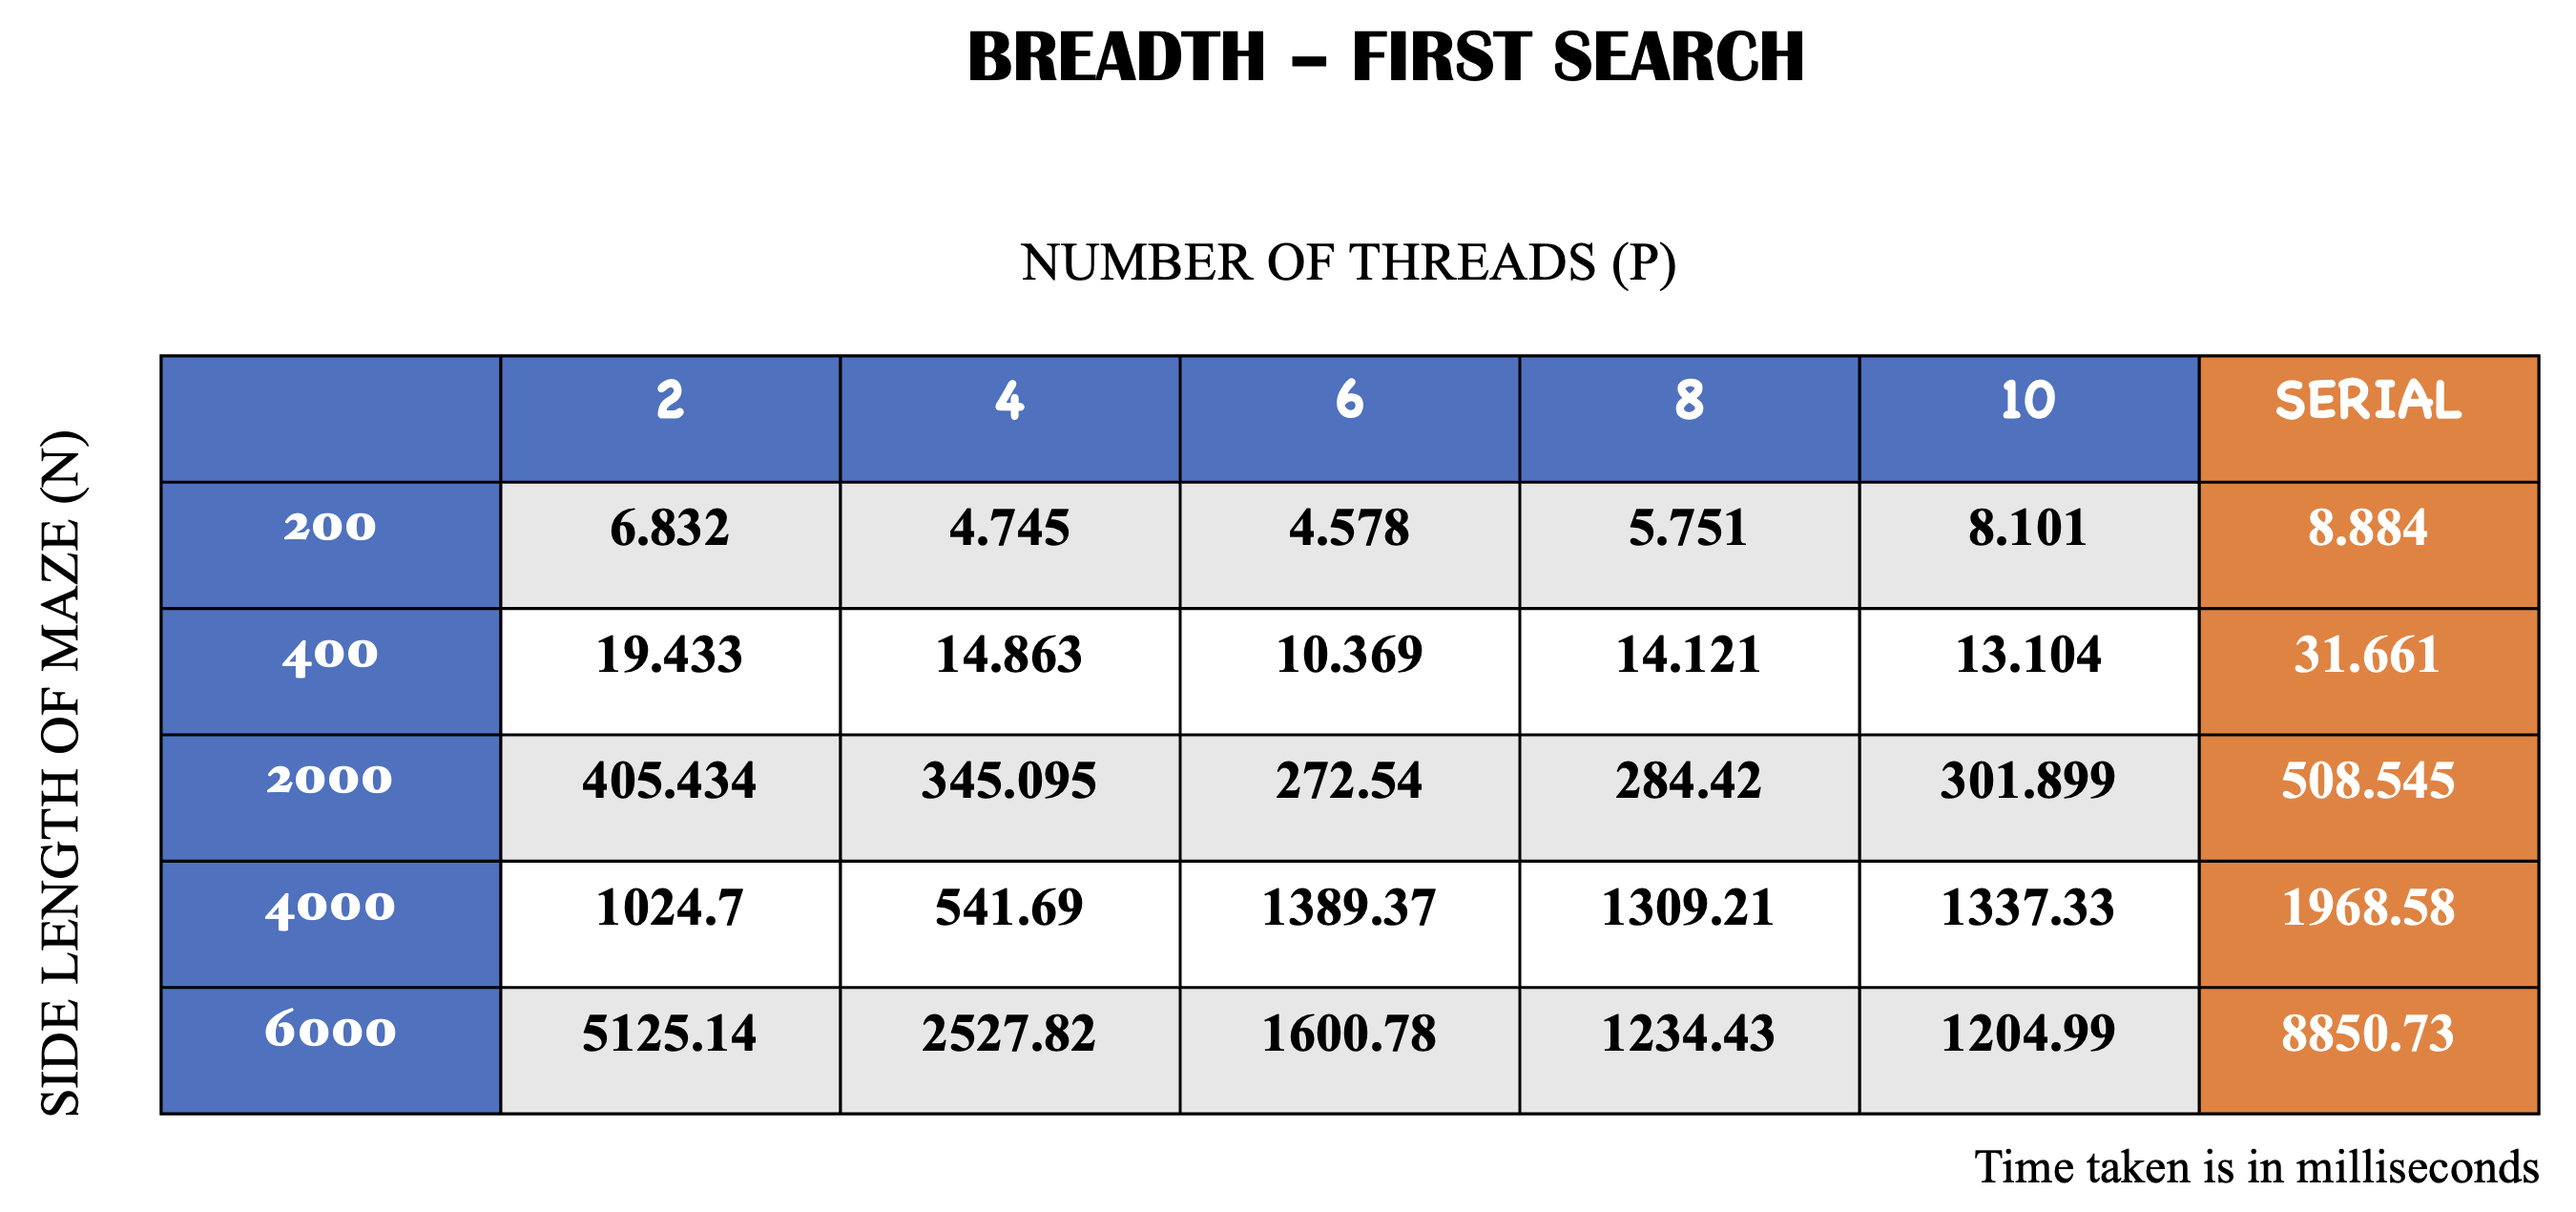 BREADTH – FIRST SEARCH
NUMBER OF THREADS (P)
SIDE LENGTH OF MAZE (N)
2 4 6 8 10 SERIAL
200 6.832 4.745 4.578 5.751 8.101 8.884
400 19.433 14.863 10.369 14.121 13.104 31.661
2000 405.434 345.095 272.54 284.42 301.899 508.545
4000 1024.7 541.69 1389.37 1309.21 1337.33 1968.58
6000 5125.14 2527.82 1600.78 1234.43 1204.99 8850.73
Time taken is in milliseconds